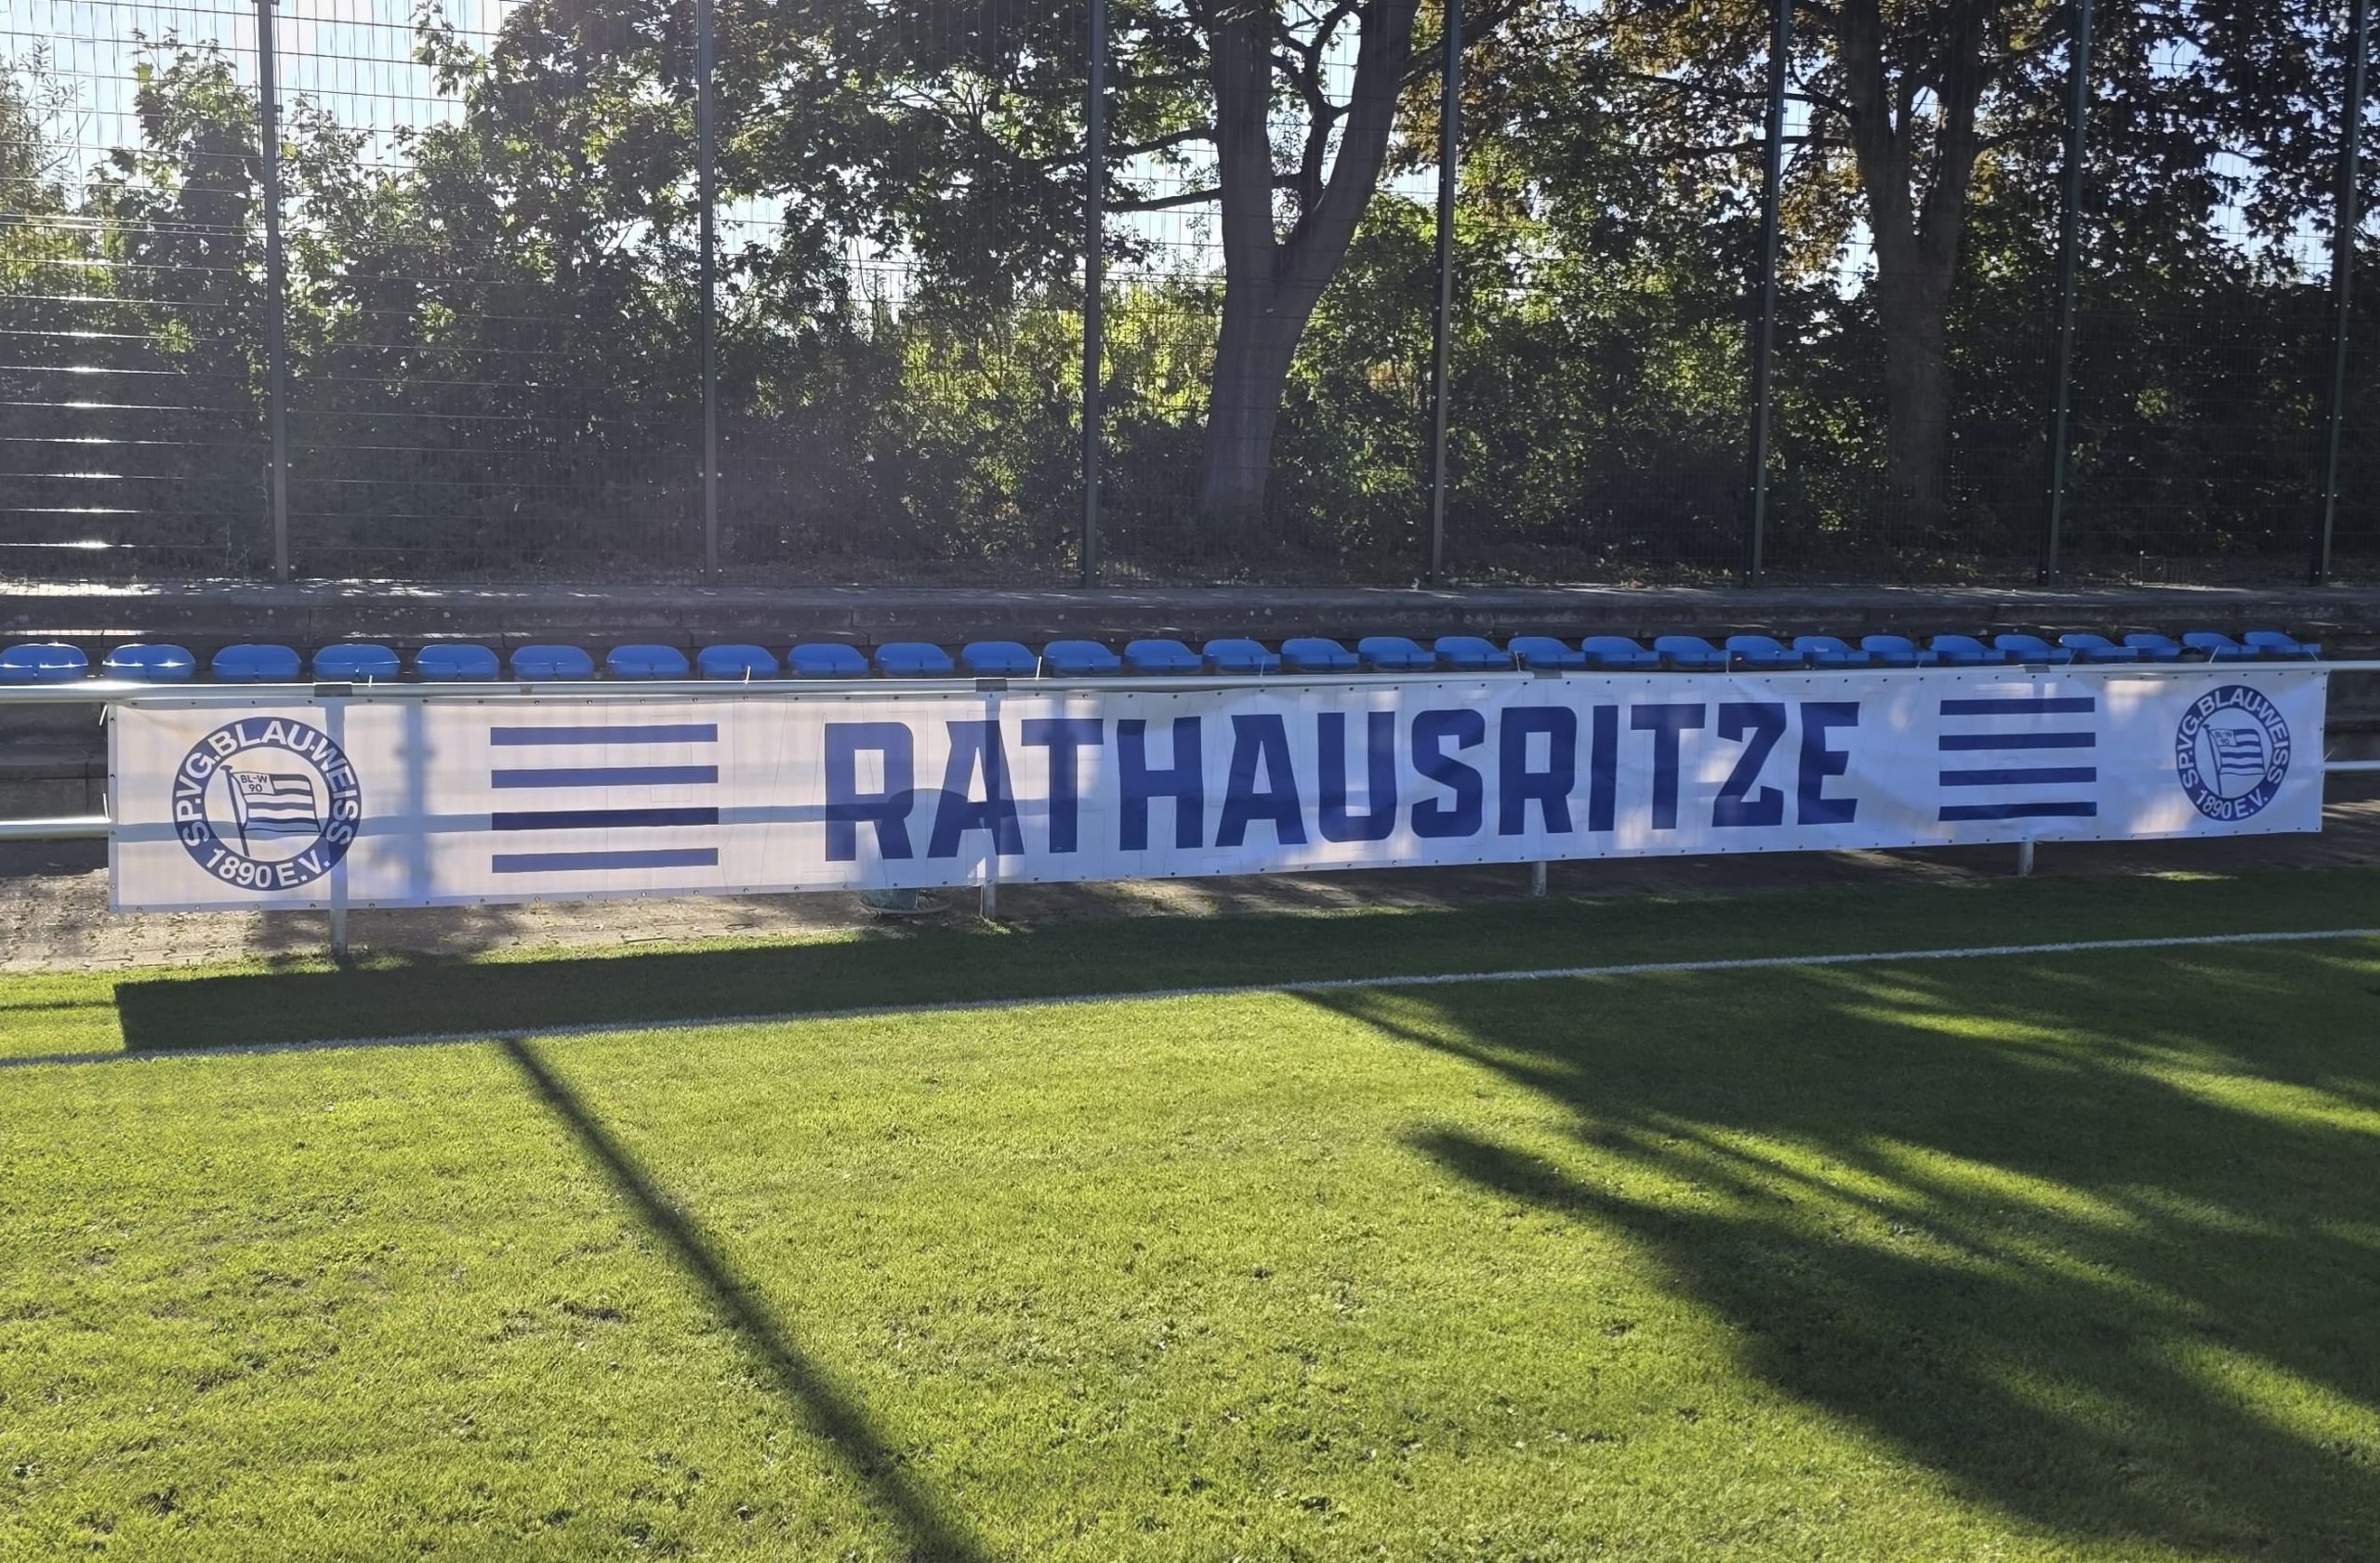 SP.VG. BLAU-WEISS
1890 E.V.
BL-W
90
RATHAUSRITZE
SP.VG. BLAU-WEISS
1890 E.V.
BL-W
90